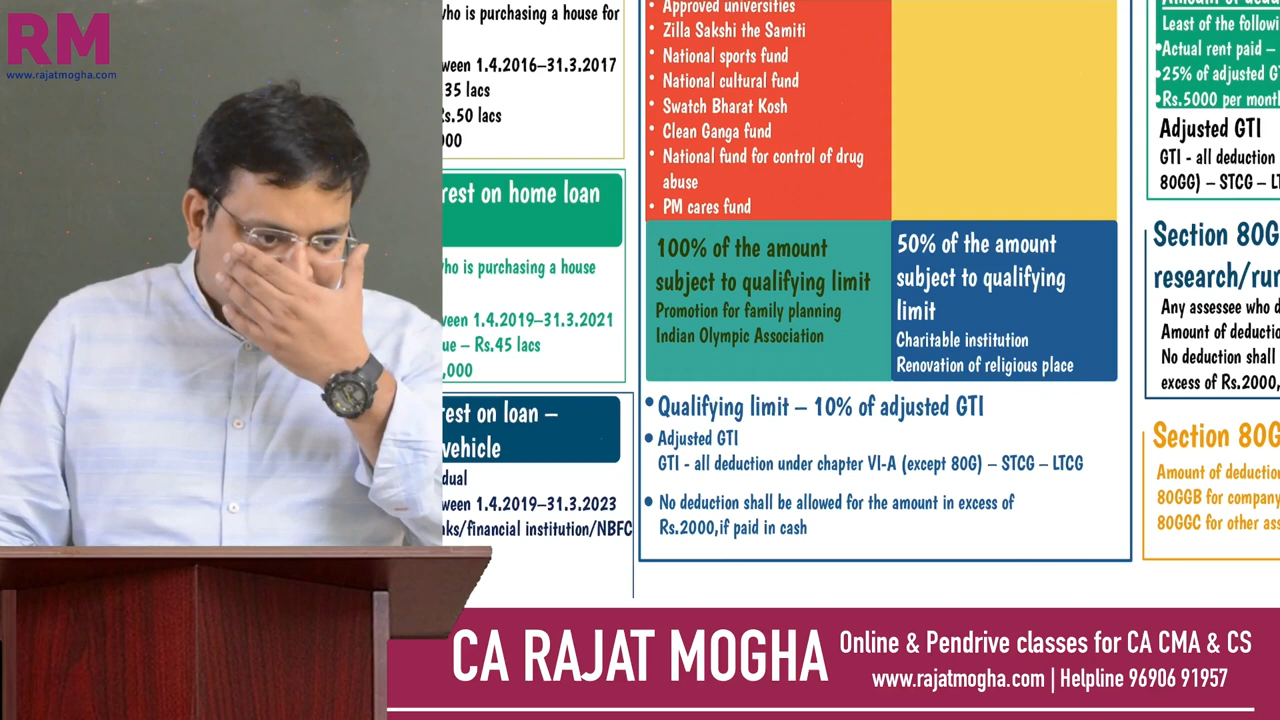 RM
www.rajatmogha.com
who is purchasing a house for
ween 1.4.2016–31.3.2017
35 lacs
Rs.50 lacs
000
rest on home loan
who is purchasing a house
ween 1.4.2019–31.3.2021
ue – Rs.45 lacs
,000
rest on loan –
vehicle
dual
ween 1.4.2019–31.3.2023
nks/financial institution/NBFC
• Approved universities
• Zilla Sakshi the Samiti
• National sports fund
• National cultural fund
• Swatch Bharat Kosh
• Clean Ganga fund
• National fund for control of drug
abuse
• PM cares fund
100% of the amount
subject to qualifying limit
Promotion for family planning
Indian Olympic Association
50% of the amount
subject to qualifying
limit
Charitable institution
Renovation of religious place
• Qualifying limit – 10% of adjusted GTI
• Adjusted GTI
GTI - all deduction under chapter VI-A (except 80G) – STCG – LTCG
• No deduction shall be allowed for the amount in excess of
Rs.2000,if paid in cash
Least of the followi
•Actual rent paid –
•25% of adjusted GT
•Rs.5000 per month
Adjusted GTI
GTI - all deduction
80GG) – STCG – LT
Section 80G
research/rur
Any assessee who d
Amount of deductio
No deduction shall
excess of Rs.2000,
Section 80G
Amount of deduction
80GGB for company
80GGC for other ass
CA RAJAT MOGHA
Online & Pendrive classes for CA CMA & CS
www.rajatmogha.com | Helpline 96906 91957